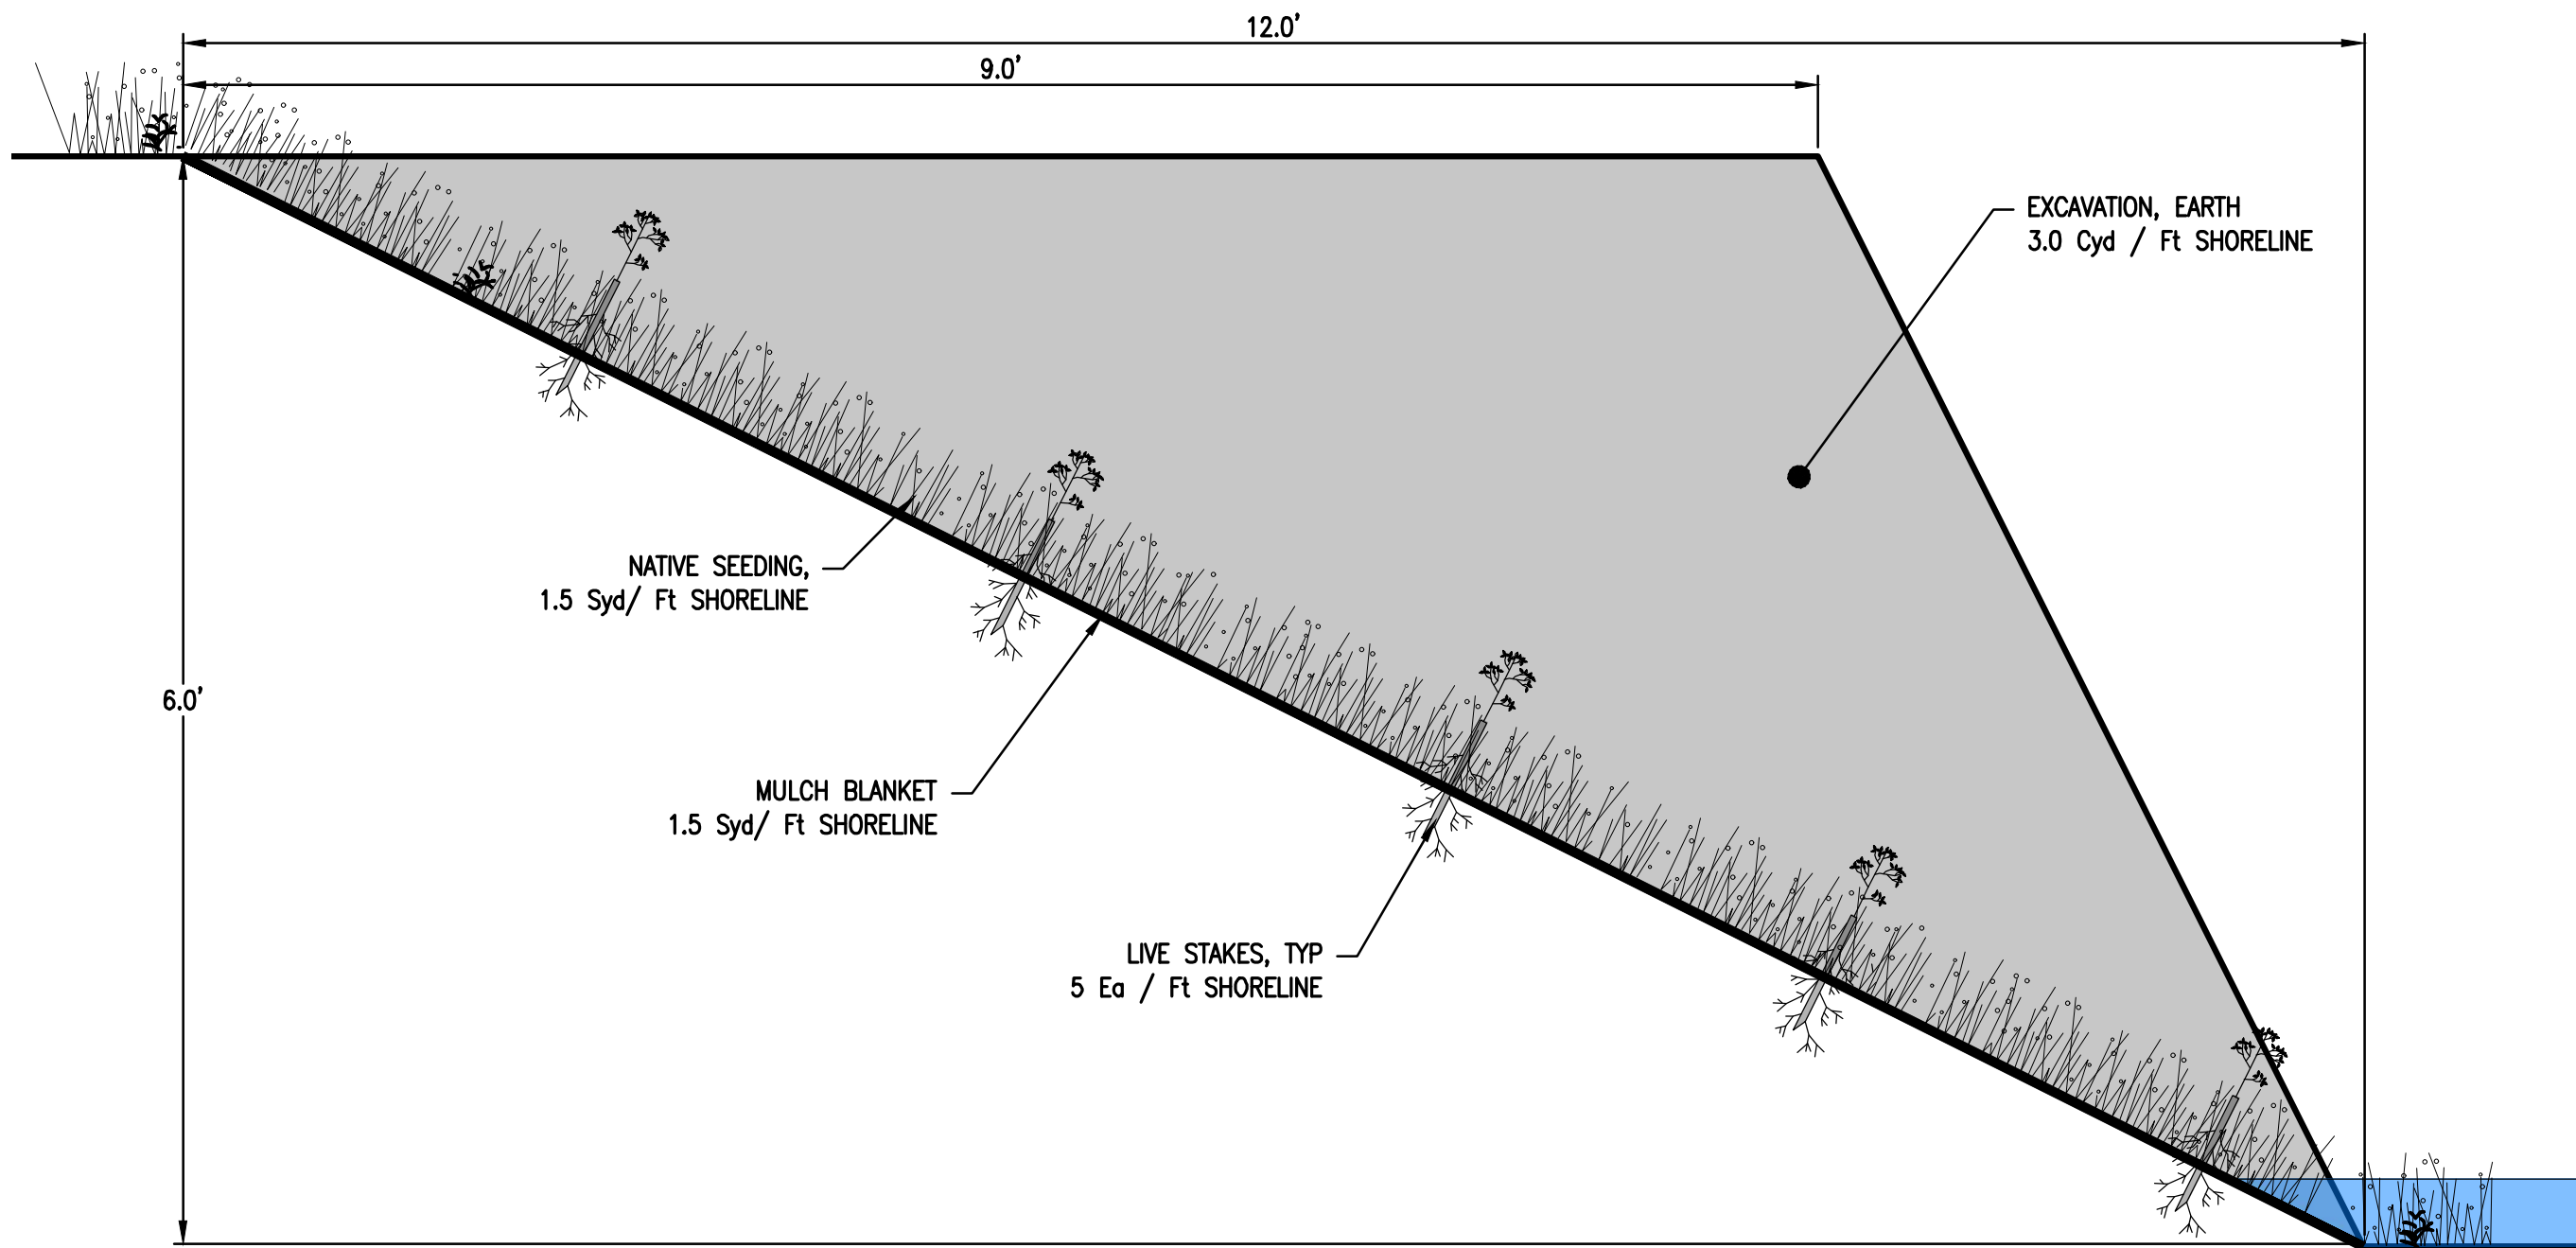 12.0'
9.0'
EXCAVATION, EARTH
3.0 Cyd / Ft SHORELINE
NATIVE SEEDING,
1.5 Syd/ Ft SHORELINE
6.0'
MULCH BLANKET
1.5 Syd/ Ft SHORELINE
LIVE STAKES, TYP
5 Ea / Ft SHORELINE